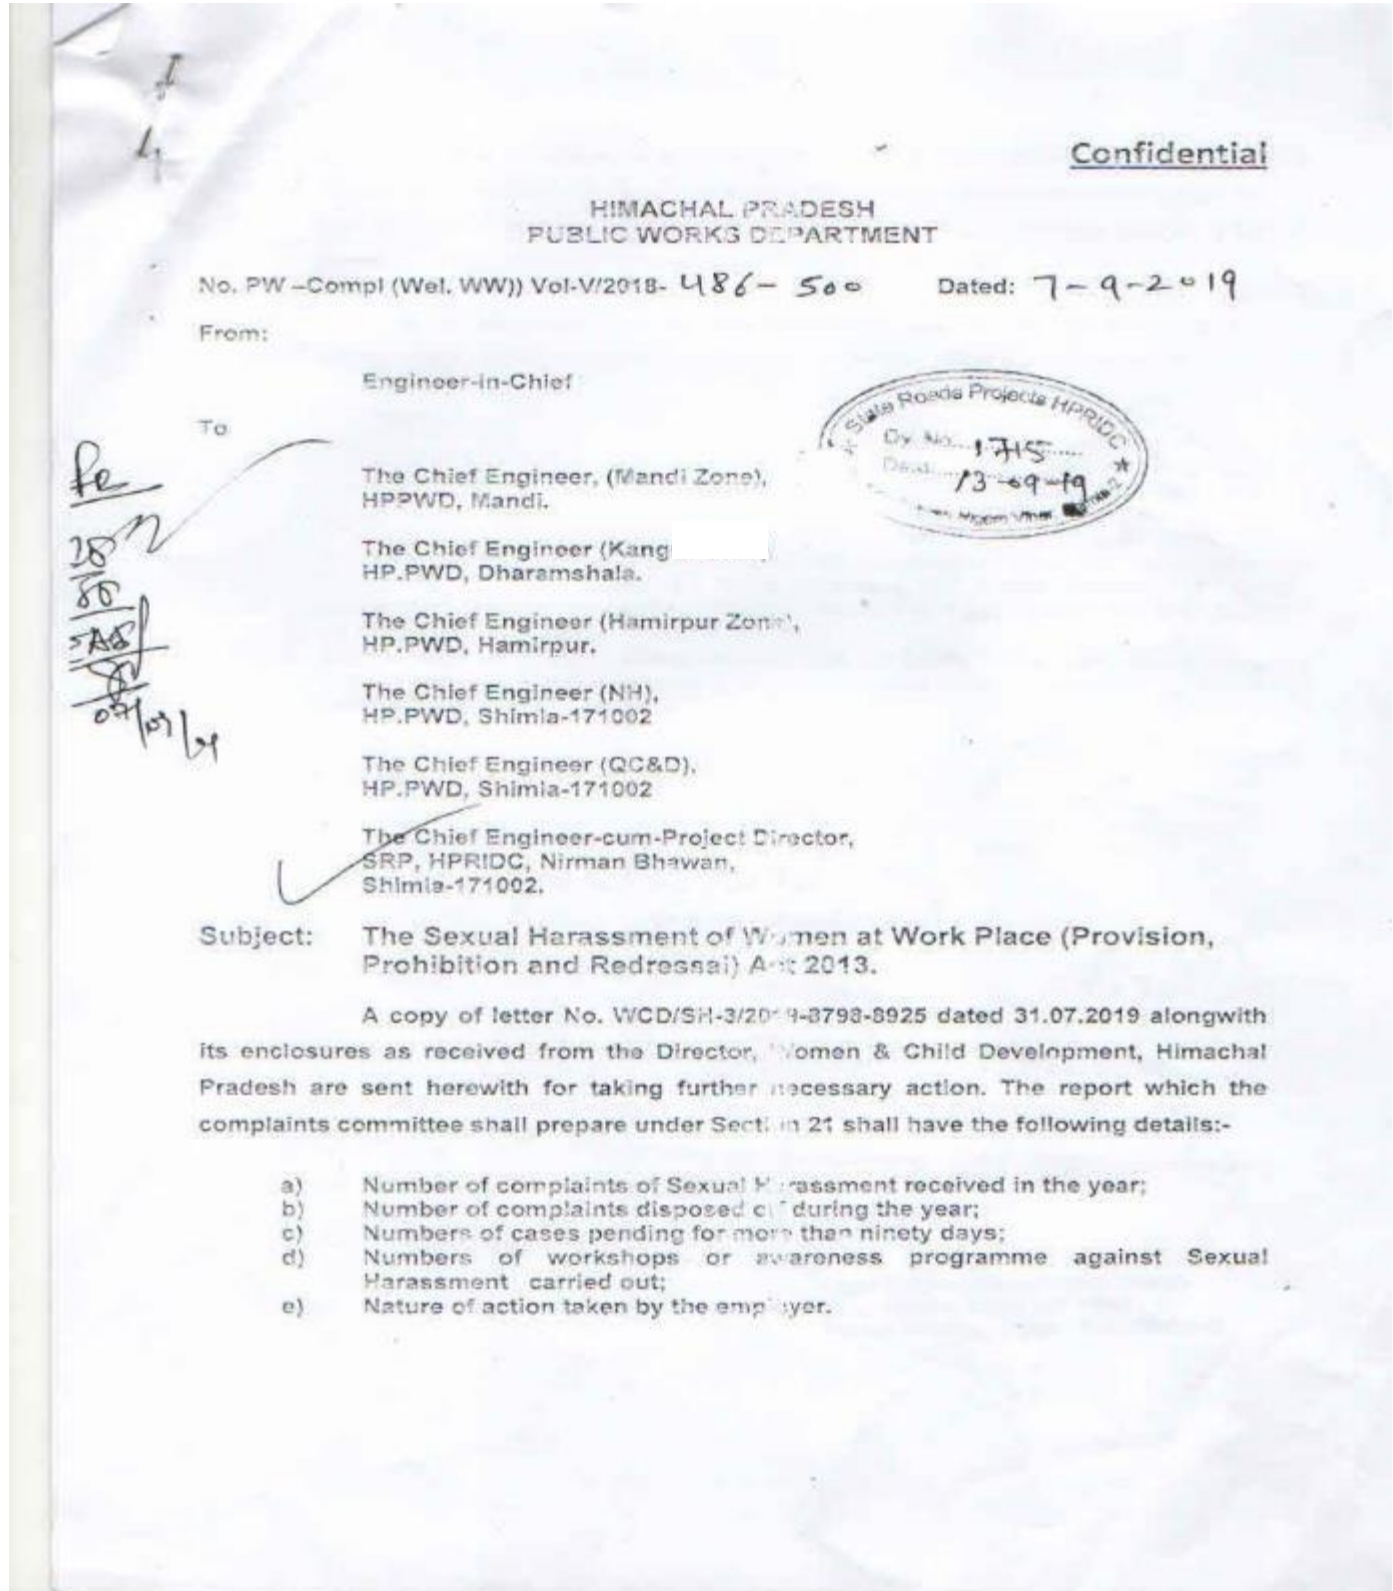 Confidential
HIMACHAL PRADESH
PUBLIC WORKS DEPARTMENT
No. PW –Compl (Wel. WW)) Vol-V/2018- 486- 500 Dated: 7-9-2019
From:
Engineer-in-Chief
State Roads Projects HPRIDC
Dy. No. 1715
Dated 13-09-19
To
The Chief Engineer, (Mandi Zone),
HPPWD, Mandi.
The Chief Engineer (Kang
HP.PWD, Dharamshala.
The Chief Engineer (Hamirpur Zone),
HP.PWD, Hamirpur.
The Chief Engineer (NH),
HP.PWD, Shimla-171002
The Chief Engineer (QC&D),
HP.PWD, Shimla-171002
The Chief Engineer-cum-Project Director,
SRP, HPRIDC, Nirman Bhawan,
Shimla-171002.
Subject: The Sexual Harassment of Women at Work Place (Provision,
Prohibition and Redressal) Act 2013.
A copy of letter No. WCD/SH-3/2019-8798-8925 dated 31.07.2019 alongwith
its enclosures as received from the Director, Women & Child Development, Himachal
Pradesh are sent herewith for taking further necessary action. The report which the
complaints committee shall prepare under Section 21 shall have the following details:-
a) Number of complaints of Sexual Harassment received in the year;
b) Number of complaints disposed of during the year;
c) Numbers of cases pending for more than ninety days;
d) Numbers of workshops or awareness programme against Sexual
Harassment carried out;
e) Nature of action taken by the employer.